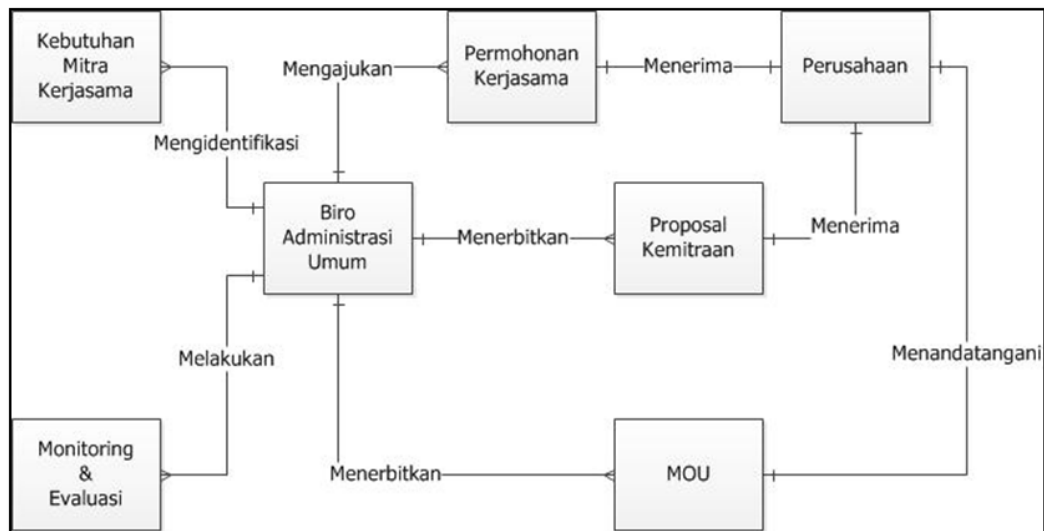 Kebutuhan
Mitra
Kerjasama
Mengajukan
Permohonan
Kerjasama
Menerima
Perusahaan
Mengidentifikasi
Biro
Administrasi
Umum
Menerbitkan
Proposal
Kemitraan
Menerima
Melakukan
Menandatangani
Monitoring
&
Evaluasi
Menerbitkan
MOU